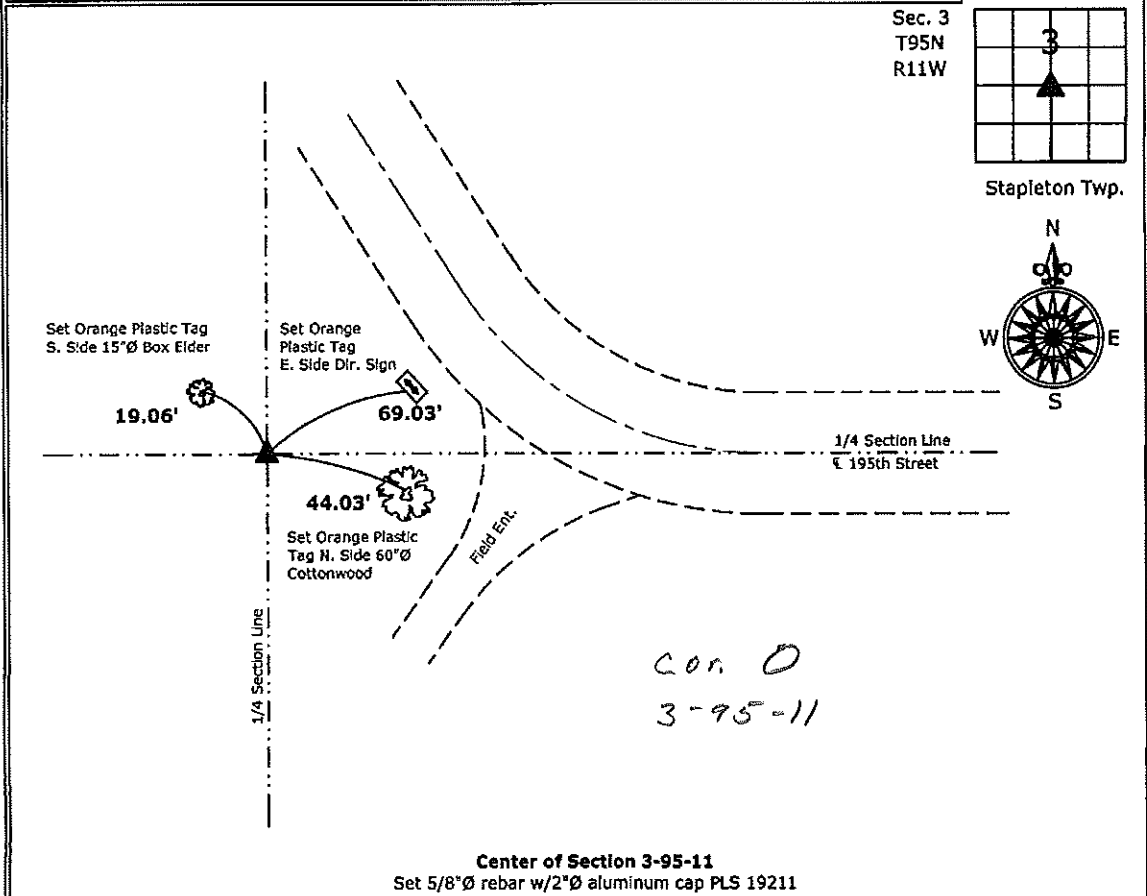 Sec. 3
T95N
R11W
3
Stapleton Twp.
N
W
E
S
Set Orange Plastic Tag
S. Side 15"Ø Box Elder
Set Orange
Plastic Tag
E. Side Dir. Sign
19.06'
69.03'
1/4 Section Line
℄ 195th Street
44.03'
Set Orange Plastic
Tag N. Side 60"Ø
Cottonwood
Field Ent.
1/4 Section Line
Cor. O
3-95-11
Center of Section 3-95-11
Set 5/8"Ø rebar w/2"Ø aluminum cap PLS 19211